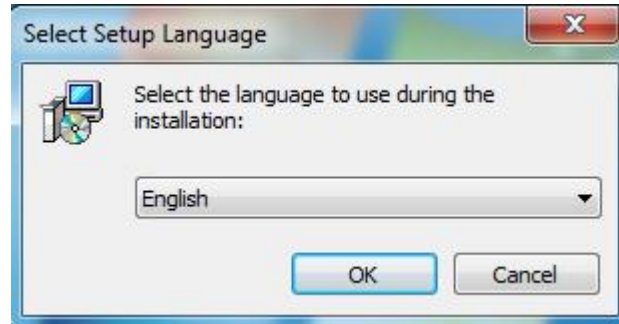 Select Setup Language
Select the language to use during the
installation:
English
OK
Cancel